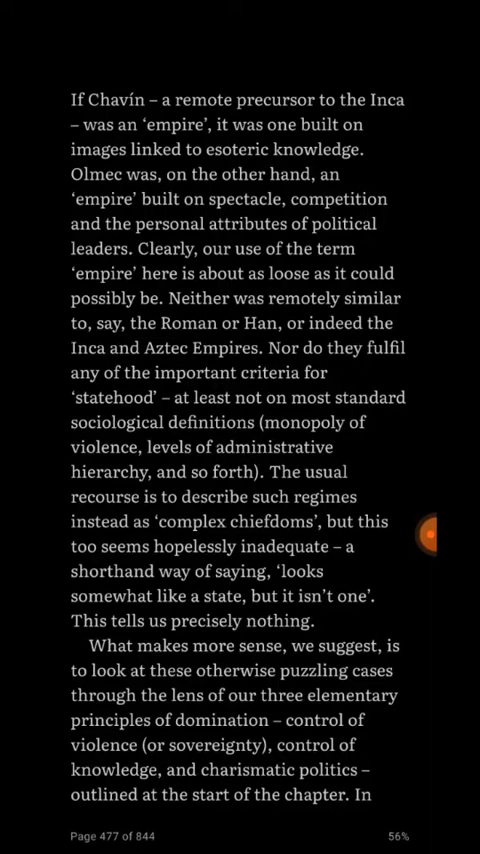 If Chavín – a remote precursor to the Inca
– was an ‘empire’, it was one built on
images linked to esoteric knowledge.
Olmec was, on the other hand, an
‘empire’ built on spectacle, competition
and the personal attributes of political
leaders. Clearly, our use of the term
‘empire’ here is about as loose as it could
possibly be. Neither was remotely similar
to, say, the Roman or Han, or indeed the
Inca and Aztec Empires. Nor do they fulfil
any of the important criteria for
‘statehood’ – at least not on most standard
sociological definitions (monopoly of
violence, levels of administrative
hierarchy, and so forth). The usual
recourse is to describe such regimes
instead as ‘complex chiefdoms’, but this
too seems hopelessly inadequate – a
shorthand way of saying, ‘looks
somewhat like a state, but it isn’t one’.
This tells us precisely nothing.
What makes more sense, we suggest, is
to look at these otherwise puzzling cases
through the lens of our three elementary
principles of domination – control of
violence (or sovereignty), control of
knowledge, and charismatic politics –
outlined at the start of the chapter. In
Page 477 of 844 56%